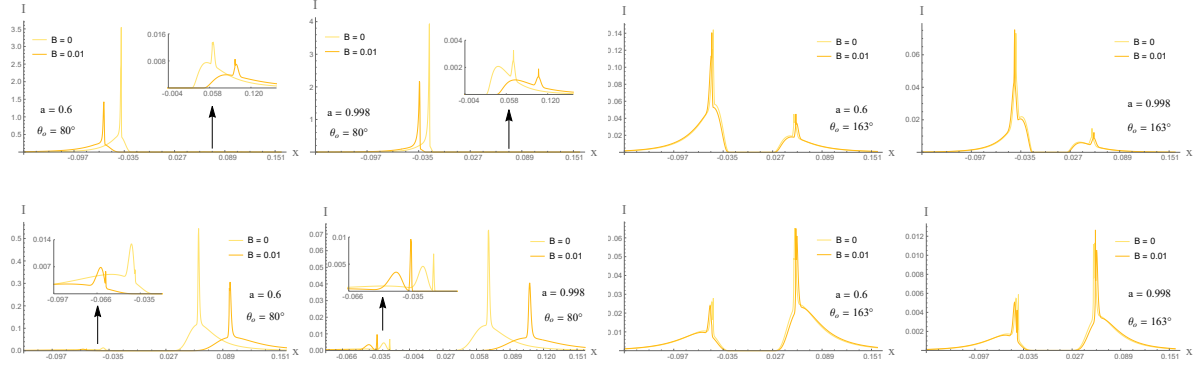 I
3.5
3.0
2.5
2.0
1.5
1.0
0.5
B = 0
B = 0.01
a = 0.6
θo = 80°
0.016
0.008
-0.004 0.058 0.120
-0.097 -0.035 0.027 0.089 0.151 X
I
4
3
2
1
B = 0
B = 0.01
a = 0.998
θo = 80°
0.004
0.002
-0.004 0.058 0.120
-0.097 -0.035 0.027 0.089 0.151 X
I
0.14
0.12
0.10
0.08
0.06
0.04
0.02
B = 0
B = 0.01
a = 0.6
θo = 163°
-0.097 -0.035 0.027 0.089 0.151 X
I
0.06
0.04
0.02
B = 0
B = 0.01
a = 0.998
θo = 163°
-0.097 -0.035 0.027 0.089 0.151 X
I
0.5
0.4
0.3
0.2
0.1
0.0
0.014
0.007
-0.097 -0.066 -0.035
B = 0
B = 0.01
a = 0.6
θo = 80°
-0.097 -0.035 0.027 0.089 0.151 X
I
0.07
0.06
0.05
0.04
0.03
0.02
0.01
0.00
0.01
0.005
-0.066 -0.035
B = 0
B = 0.01
a = 0.998
θo = 80°
-0.066 -0.035 -0.004 0.027 0.058 0.089 0.120 0.151 X
I
0.06
0.05
0.04
0.03
0.02
0.01
B = 0
B = 0.01
a = 0.6
θo = 163°
-0.097 -0.035 0.027 0.089 0.151 X
I
0.012
0.010
0.008
0.006
0.004
0.002
B = 0
B = 0.01
a = 0.998
θo = 163°
-0.097 -0.035 0.027 0.089 0.151 X